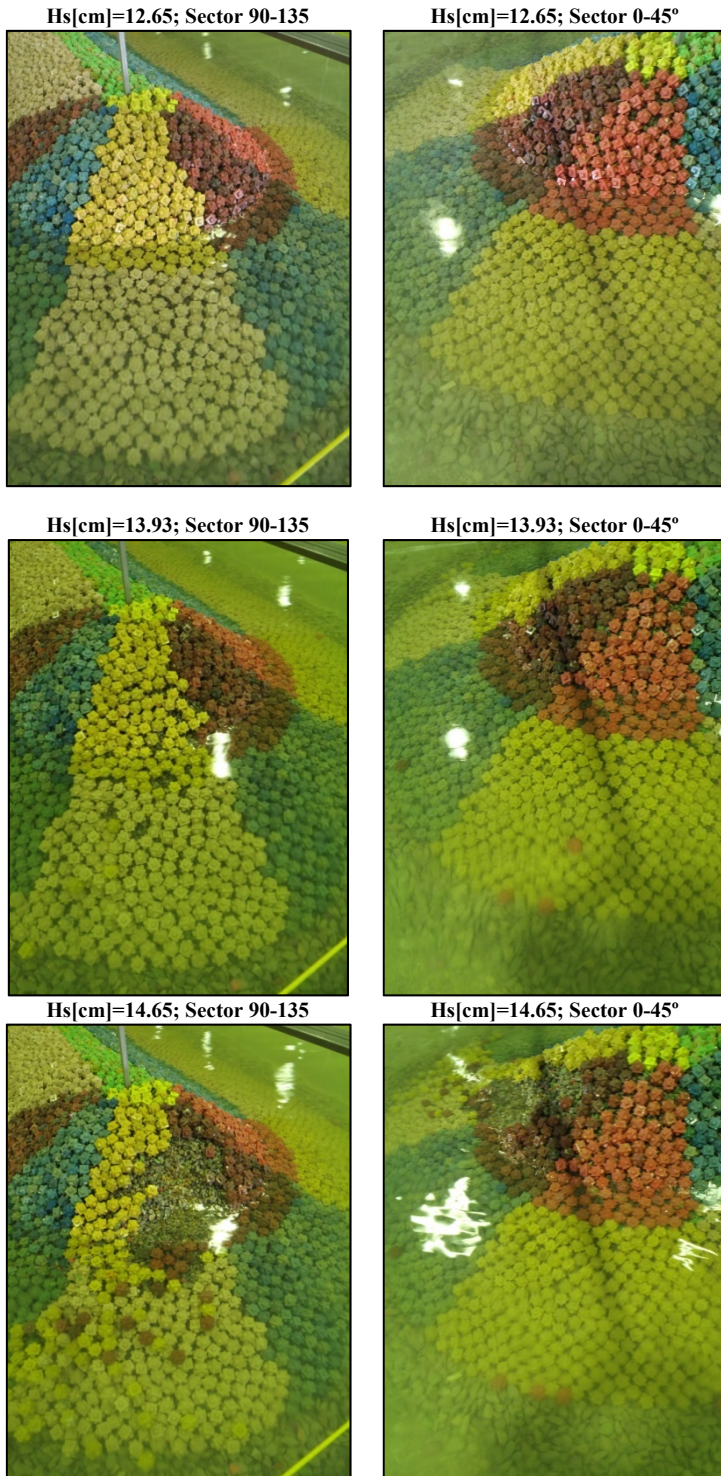 Hs[cm]=12.65; Sector 90-135
Hs[cm]=12.65; Sector 0-45º
Hs[cm]=13.93; Sector 90-135
Hs[cm]=13.93; Sector 0-45º
Hs[cm]=14.65; Sector 90-135
Hs[cm]=14.65; Sector 0-45º